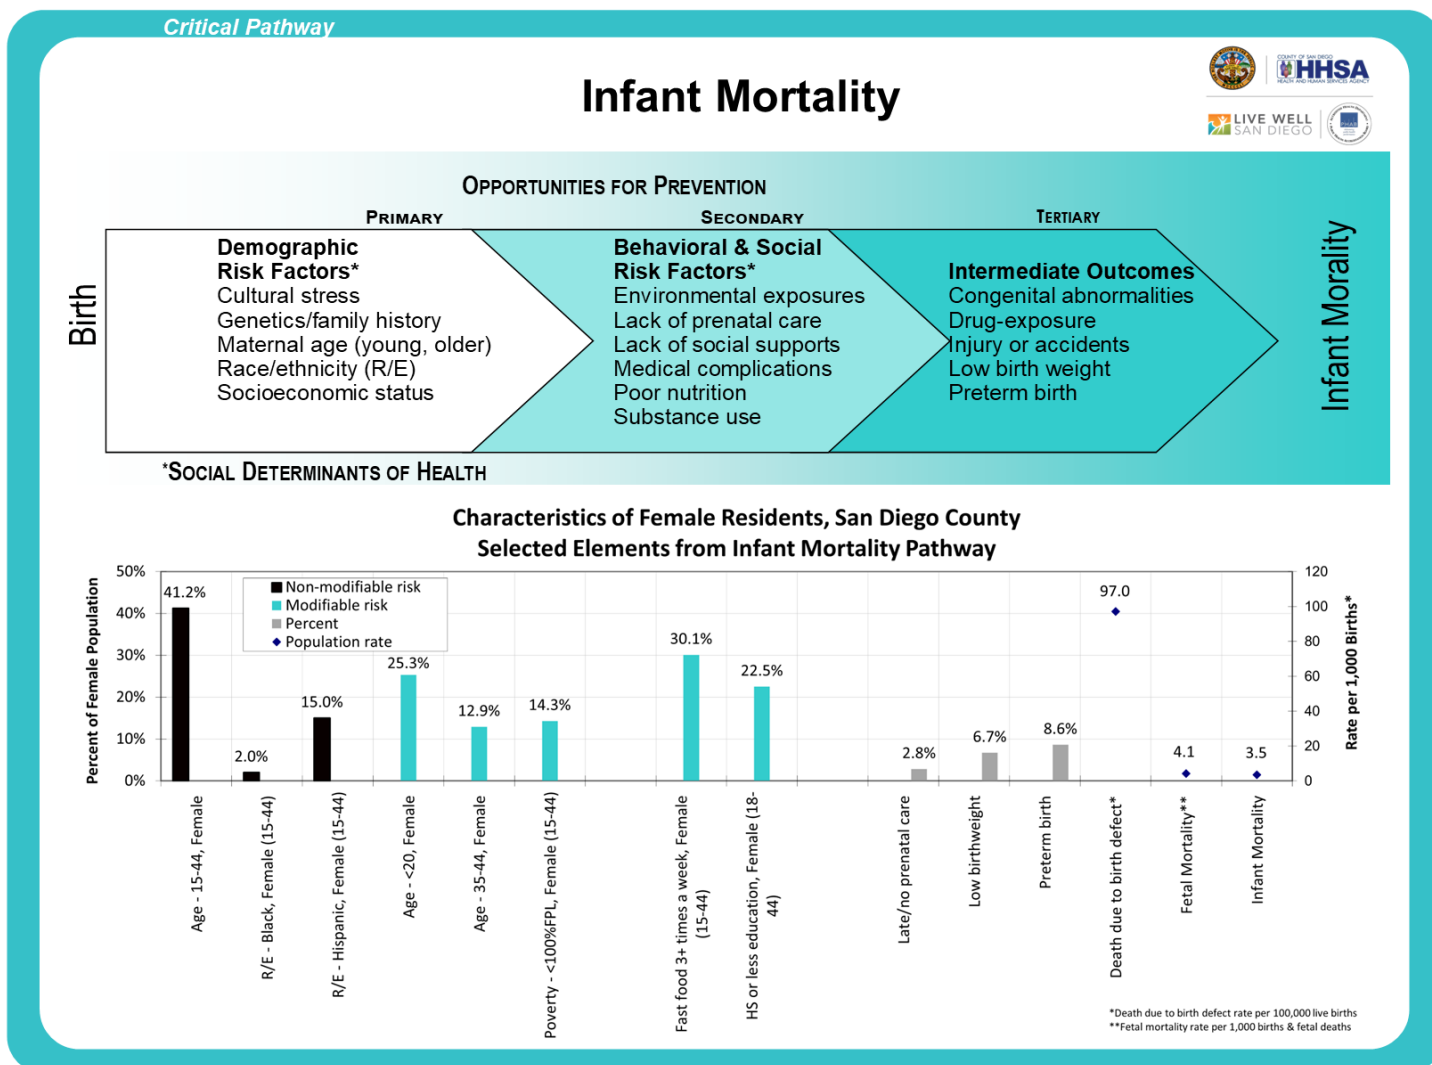 Critical Pathway
Infant Mortality
COUNTY OF SAN DIEGO
HHSA
HEALTH AND HUMAN SERVICES AGENCY
LIVE WELL
SAN DIEGO
OPPORTUNITIES FOR PREVENTION
PRIMARY
SECONDARY
TERTIARY
Birth
Demographic
Risk Factors*
Cultural stress
Genetics/family history
Maternal age (young, older)
Race/ethnicity (R/E)
Socioeconomic status
Behavioral & Social
Risk Factors*
Environmental exposures
Lack of prenatal care
Lack of social supports
Medical complications
Poor nutrition
Substance use
Intermediate Outcomes
Congenital abnormalities
Drug-exposure
Injury or accidents
Low birth weight
Preterm birth
Infant Morality
*SOCIAL DETERMINANTS OF HEALTH
Characteristics of Female Residents, San Diego County
Selected Elements from Infant Mortality Pathway
Percent of Female Population
50%
40%
30%
20%
10%
0%
Non-modifiable risk
Modifiable risk
Percent
Population rate
41.2%
2.0%
15.0%
25.3%
12.9%
14.3%
30.1%
22.5%
2.8%
6.7%
8.6%
97.0
4.1
3.5
120
100
80
60
40
20
0
Rate per 1,000 Births*
Age - 15-44, Female
R/E - Black, Female (15-44)
R/E - Hispanic, Female (15-44)
Age - <20, Female
Age - 35-44, Female
Poverty - <100%FPL, Female (15-44)
Fast food 3+ times a week, Female
(15-44)
HS or less education, Female (18-
44)
Late/no prenatal care
Low birthweight
Preterm birth
Death due to birth defect*
Fetal Mortality**
Infant Mortality
*Death due to birth defect rate per 100,000 live births
**Fetal mortality rate per 1,000 births & fetal deaths